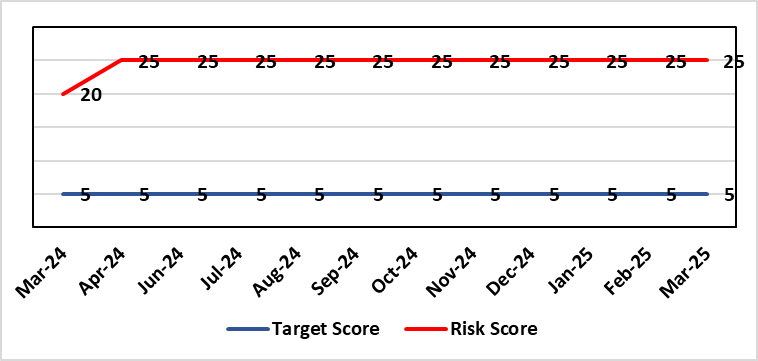 25 25 25 25 25 25 25 25 25 25 25
20
5 5 5 5 5 5 5 5 5 5 5 5
Mar-24 Apr-24 Jun-24 Jul-24 Aug-24 Sep-24 Oct-24 Nov-24 Dec-24 Jan-25 Feb-25 Mar-25
Target Score Risk Score